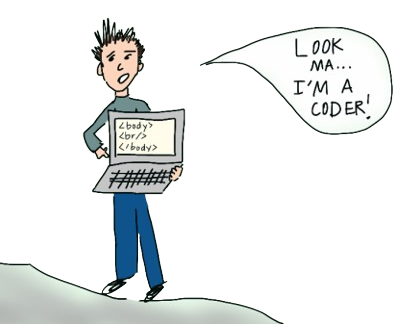 LOOK
MA...
I'M A
CODER!
<body>
<br/>
</body>